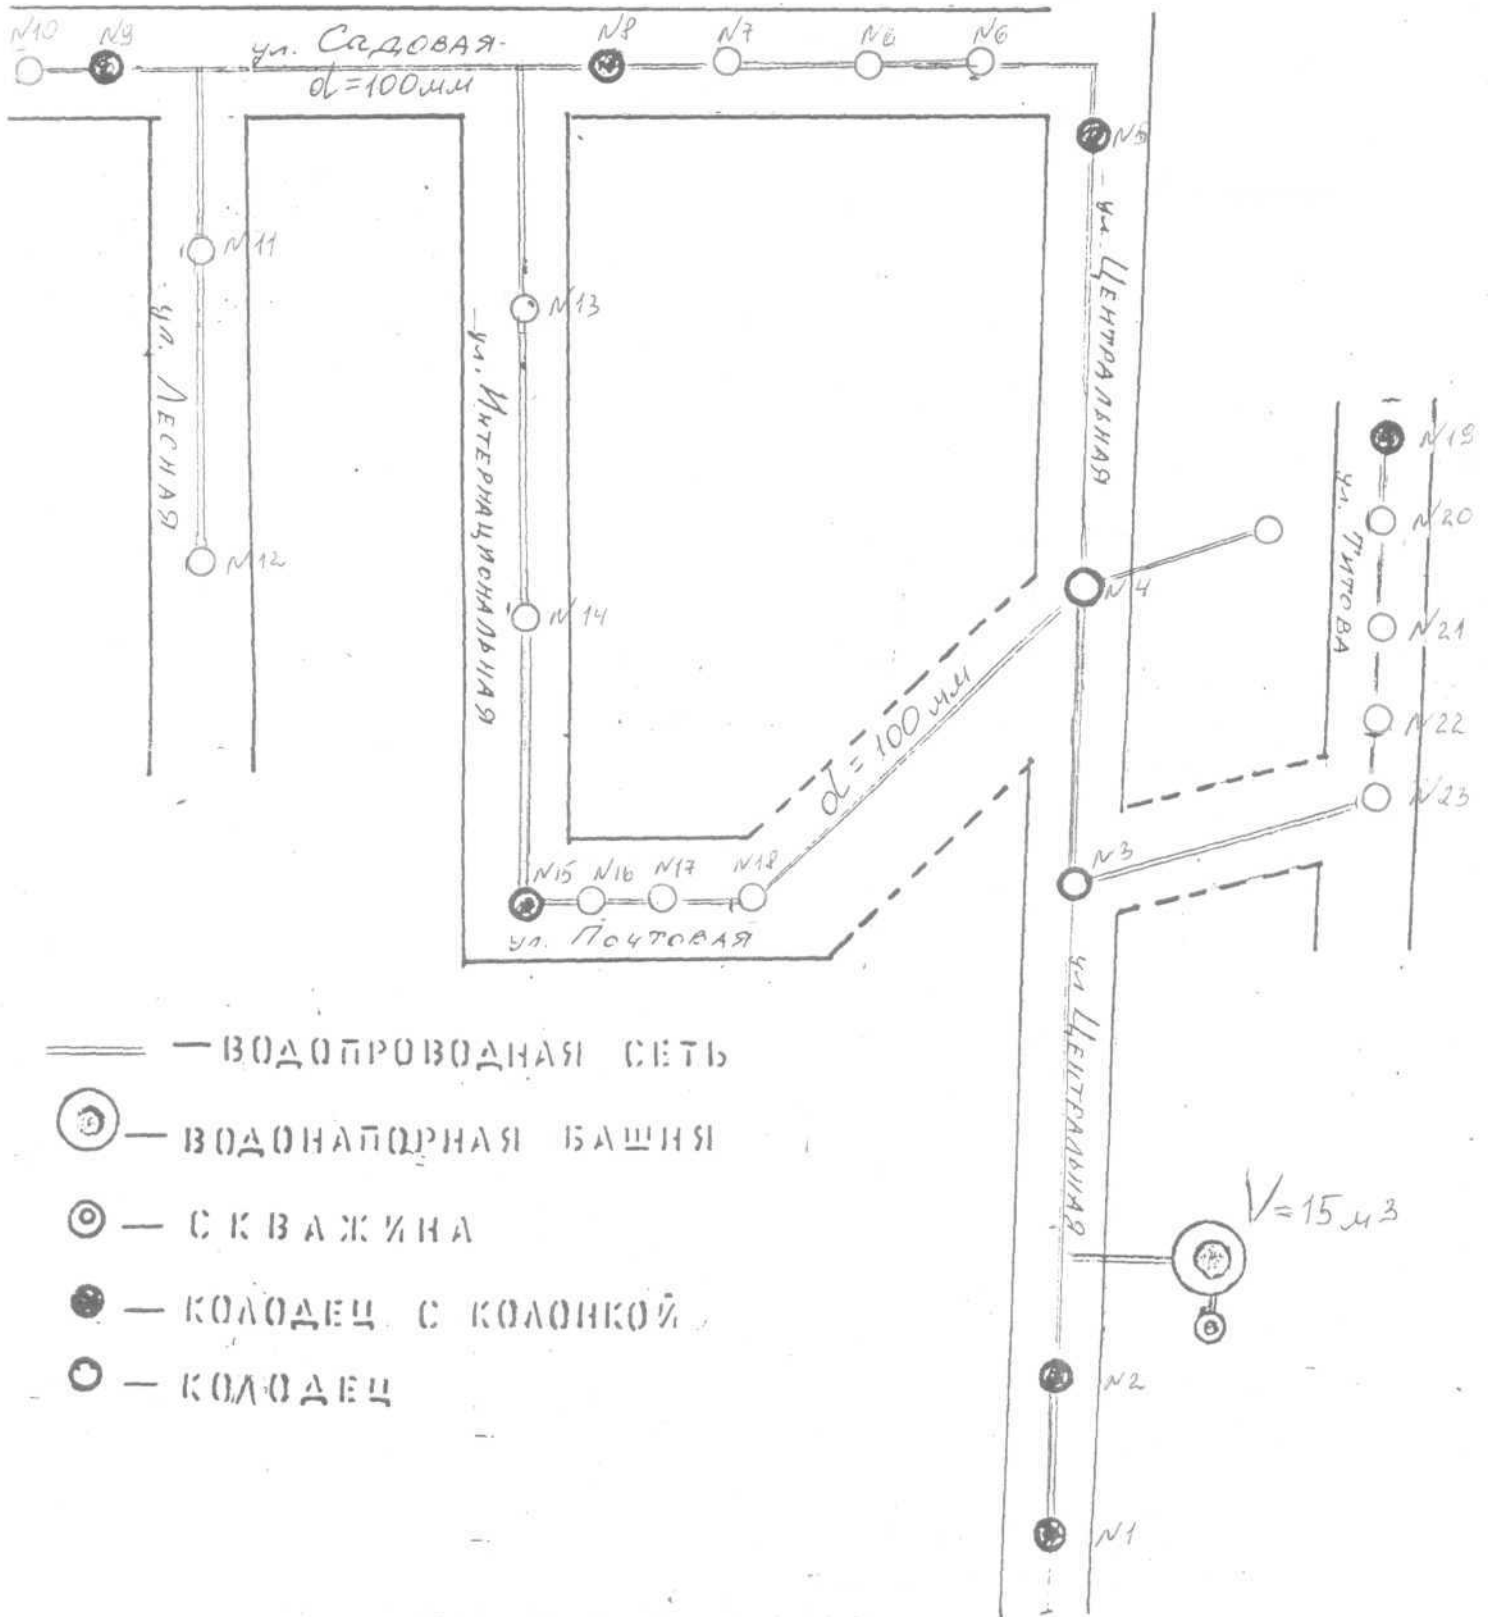 N10
N9
ул. САДОВАЯ
d=100мм
N8
N7
N6
N6
N5
N11
N12
ул. ЛЕСНАЯ
N13
N14
ул. ИНТЕРНАЦИОНАЛЬНАЯ
ул. ЦЕНТРАЛЬНАЯ
N19
N20
N21
N22
N23
ул. ТИТОВА
N4
d=100мм
N3
N15
N16
N17
N18
ул. ПОЧТОВАЯ
ул ЦЕНТРАЛЬНАЯ
— ВОДОПРОВОДНАЯ СЕТЬ
— ВОДОНАПОРНАЯ БАШНЯ
— СКВАЖИНА
— КОЛОДЕЦ С КОЛОНКОЙ
— КОЛОДЕЦ
V=15м3
N2
N1